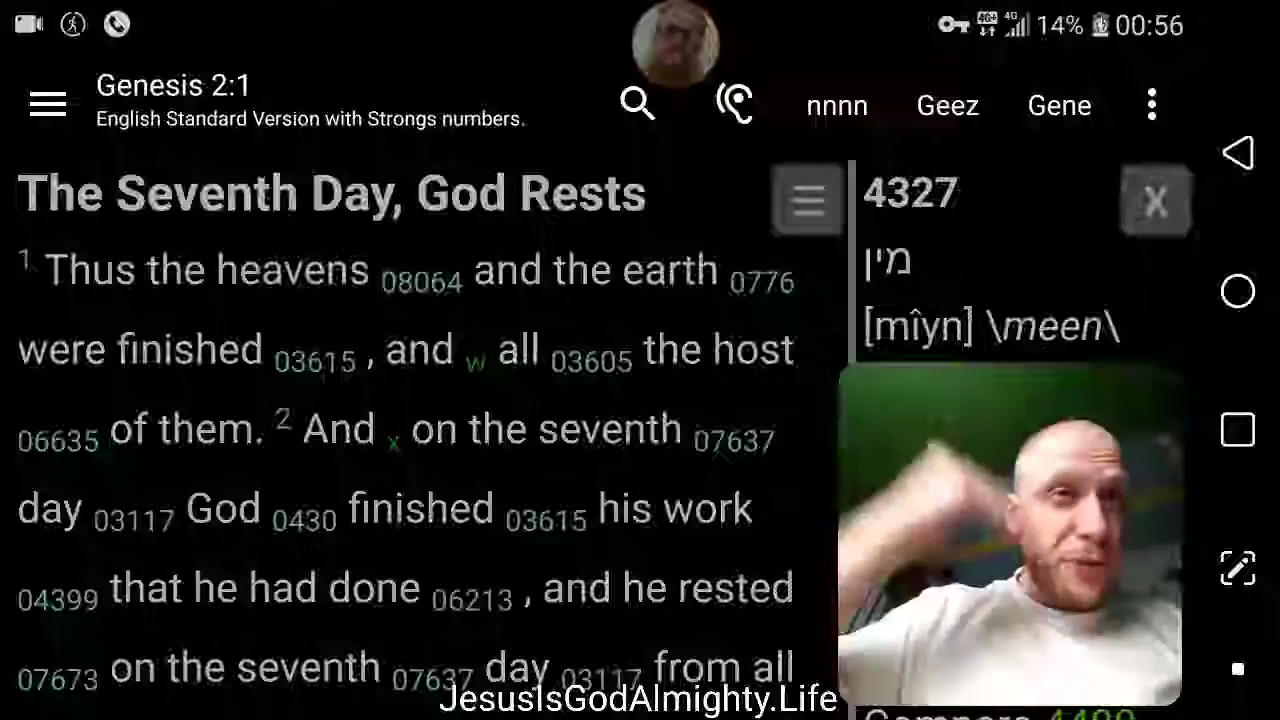 14% 00:56
Genesis 2:1
English Standard Version with Strongs numbers.
nnnn Geez Gene
The Seventh Day, God Rests
1 Thus the heavens 08064 and the earth 0776
were finished 03615 , and w all 03605 the host
06635 of them. 2 And x on the seventh 07637
day 03117 God 0430 finished 03615 his work
04399 that he had done 06213 , and he rested
07673 on the seventh 07637 day 03117 from all
4327
X
מין
[mîyn] \meen\
JesusIsGodAlmighty.Life